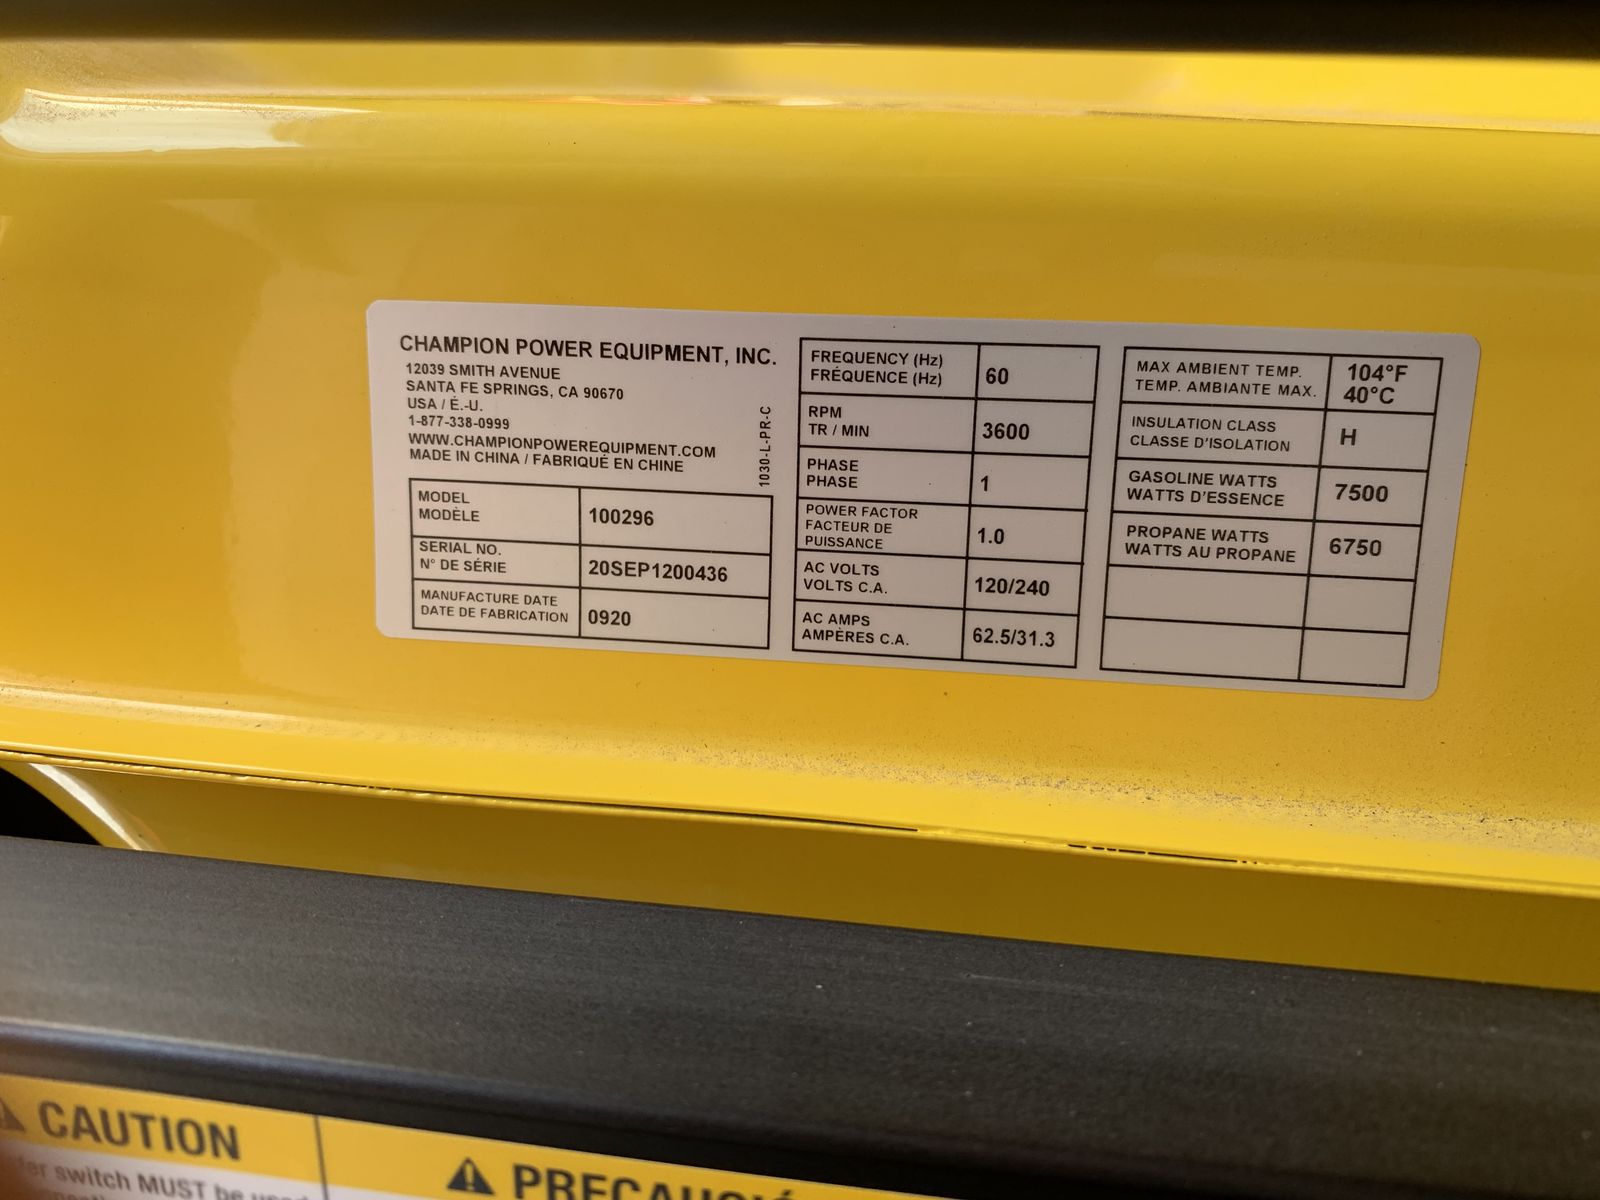 CHAMPION POWER EQUIPMENT, INC.
12039 SMITH AVENUE
SANTA FE SPRINGS, CA 90670
USA / É.-U.
1-877-338-0999
WWW.CHAMPIONPOWEREQUIPMENT.COM
MADE IN CHINA / FABRIQUÉ EN CHINE
1030-L-PR-C
MODEL
MODÈLE
100296
SERIAL NO.
N° DE SÉRIE
20SEP1200436
MANUFACTURE DATE
DATE DE FABRICATION
0920
FREQUENCY (Hz)
FRÉQUENCE (Hz)
60
RPM
TR / MIN
3600
PHASE
PHASE
1
POWER FACTOR
FACTEUR DE
PUISSANCE
1.0
AC VOLTS
VOLTS C.A.
120/240
AC AMPS
AMPÈRES C.A.
62.5/31.3
MAX AMBIENT TEMP.
TEMP. AMBIANTE MAX.
104°F
40°C
INSULATION CLASS
CLASSE D'ISOLATION
H
GASOLINE WATTS
WATTS D'ESSENCE
7500
PROPANE WATTS
WATTS AU PROPANE
6750
CAUTION
switch MUST be